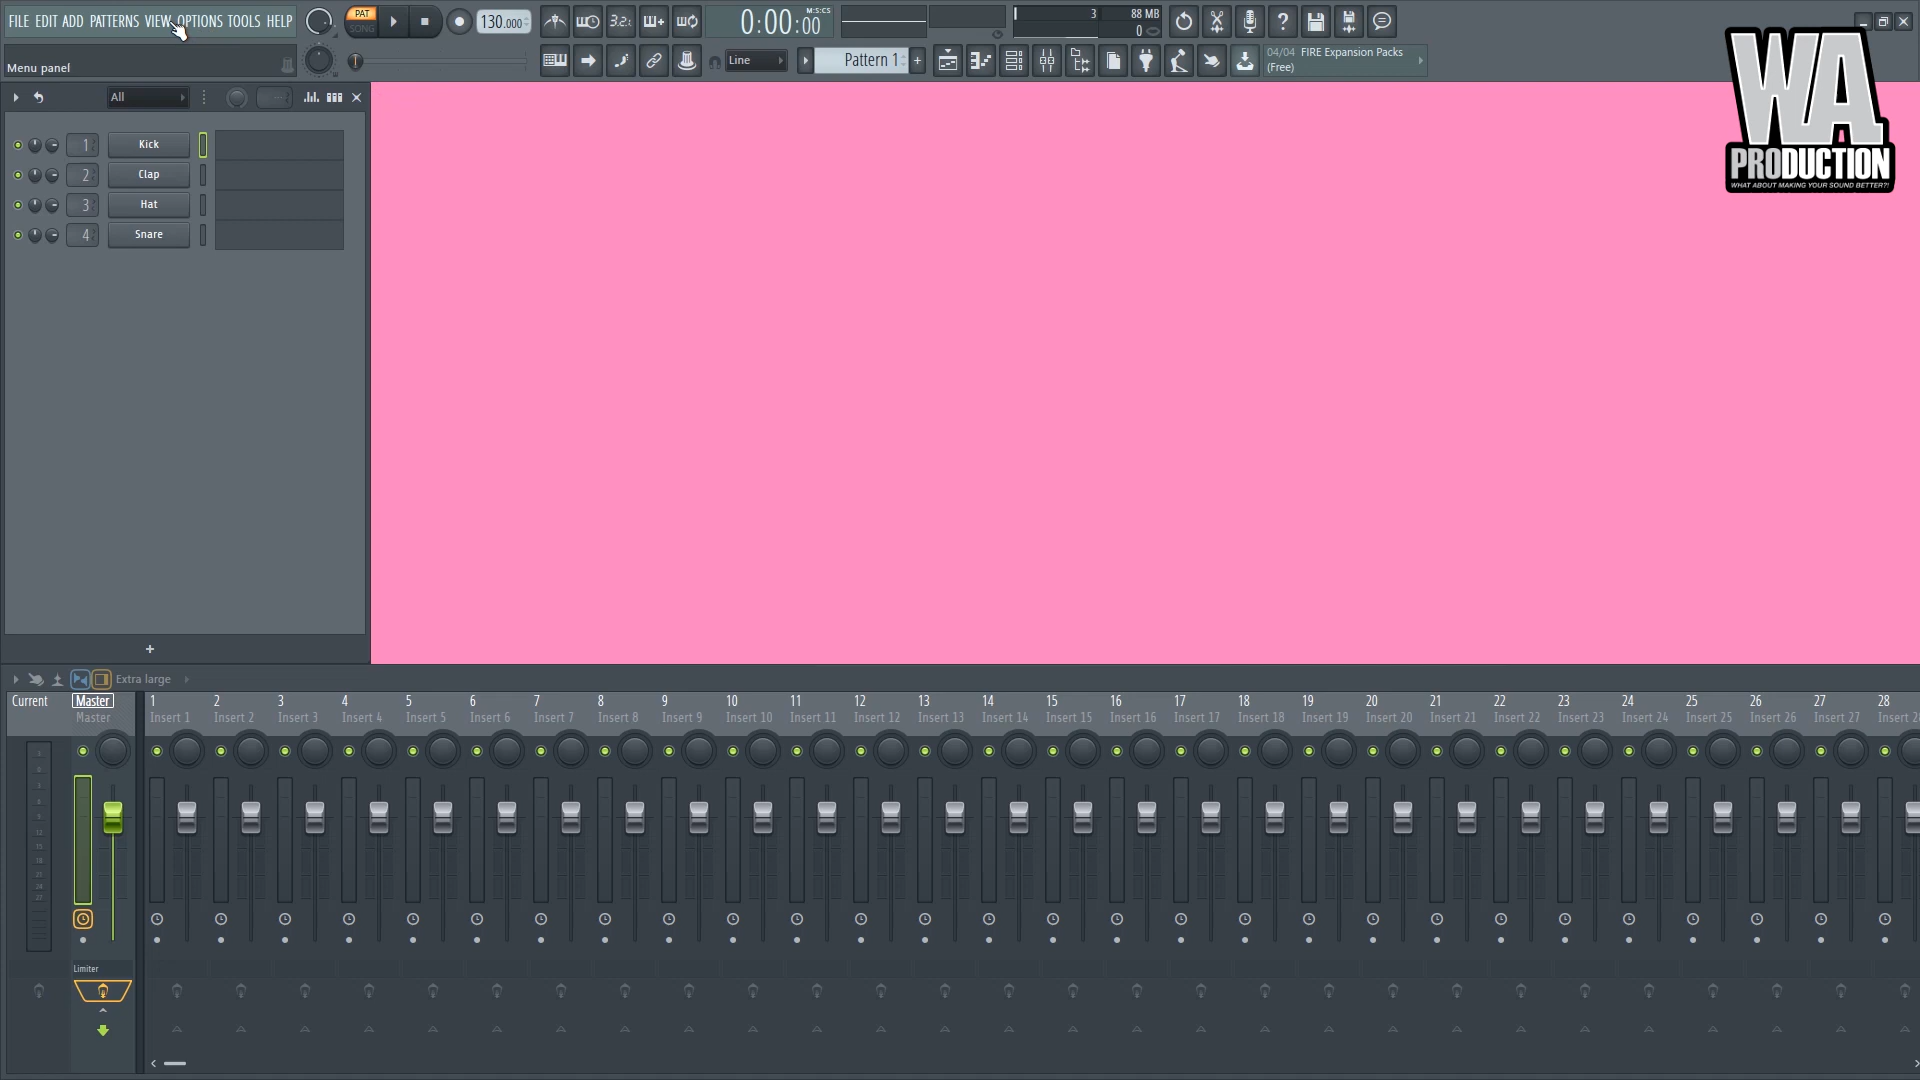 FILE EDIT ADD PATTERNS VIEW OPTIONS TOOLS HELP
Menu panel
PAT
SONG
130.000
3.2.
M:S:CS
0:00:00
3
88 MB
0
Line
Pattern 1
+
04/04 FIRE Expansion Packs
(Free)
WA
PRODUCTION
WHAT ABOUT MAKING YOUR SOUND BETTER?!
All
1 Kick
2 Clap
3 Hat
4 Snare
+
Extra large
Current Master 1 2 3 4 5 6 7 8 9 10 11 12 13 14 15 16 17 18 19 20 21 22 23 24 25 26 27 28
Master Insert 1 Insert 2 Insert 3 Insert 4 Insert 5 Insert 6 Insert 7 Insert 8 Insert 9 Insert 10 Insert 11 Insert 12 Insert 13 Insert 14 Insert 15 Insert 16 Insert 17 Insert 18 Insert 19 Insert 20 Insert 21 Insert 22 Insert 23 Insert 24 Insert 25 Insert 26 Insert 27 Insert
Limiter